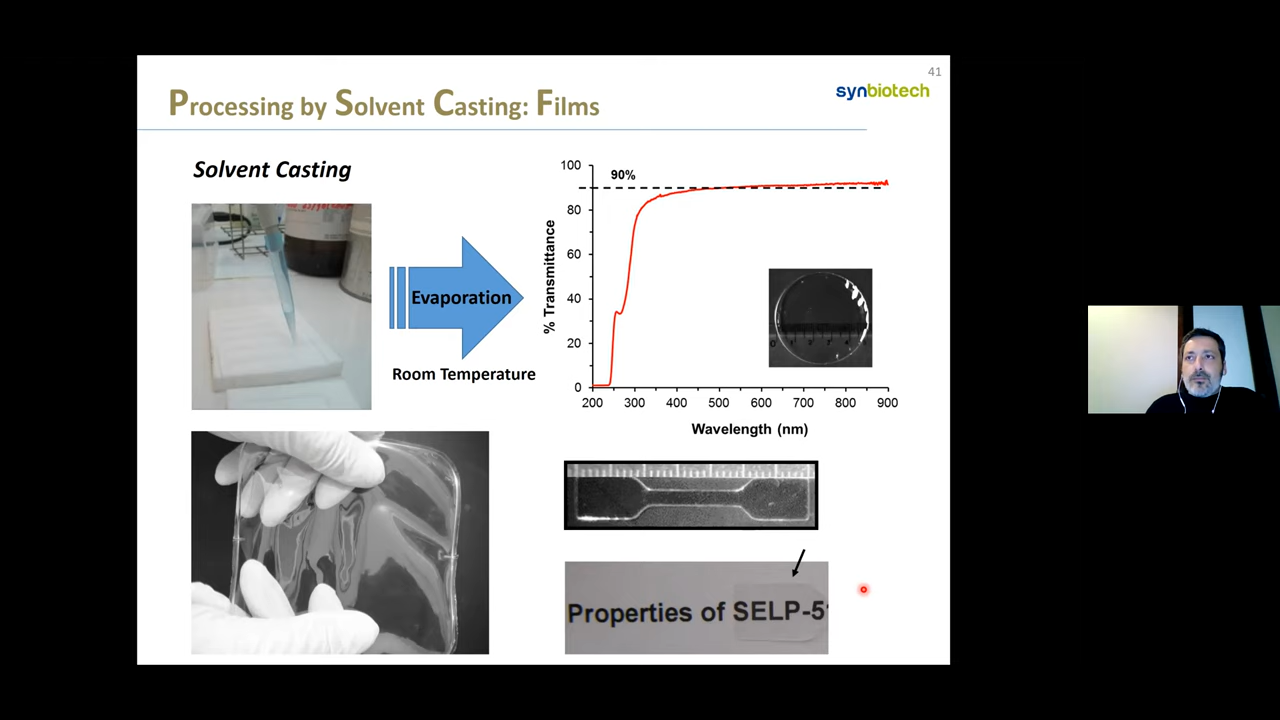 41
Processing by Solvent Casting: Films
synbiotech
Solvent Casting
Evaporation
Room Temperature
100
80
60
40
20
0
% Transmittance
90%
200 300 400 500 600 700 800 900
Wavelength (nm)
Properties of SELP-5